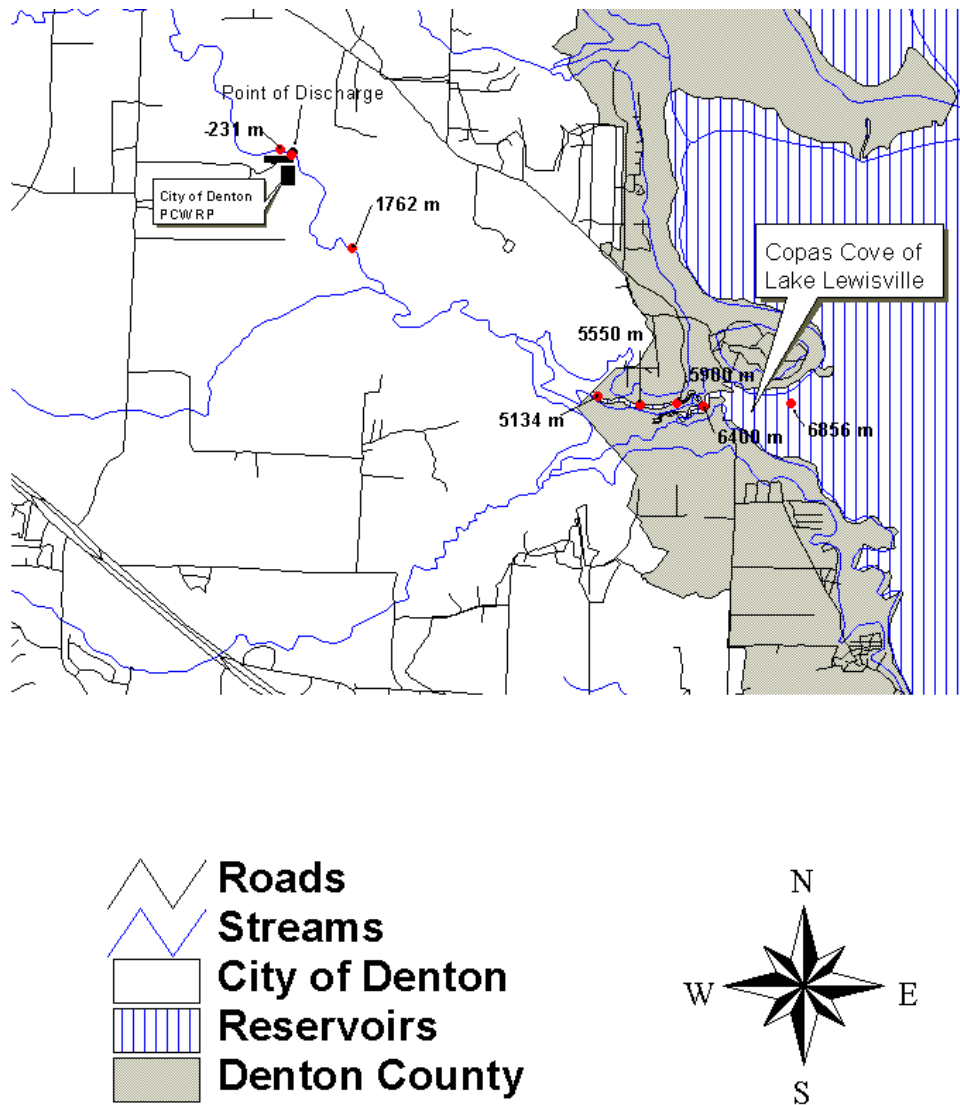 Point of Discharge
-231 m
City of Denton
PCWRP
1762 m
Copas Cove of
Lake Lewisville
5550 m
5900 m
5134 m
6400 m
6856 m
Roads
Streams
City of Denton
Reservoirs
Denton County
N
W
E
S